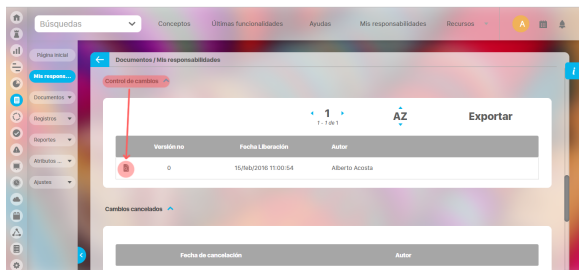 Búsquedas
Conceptos
Últimas funcionalidades
Ayudas
Mis responsabilidades
Recursos
A
Página inicial
Mis respons...
Documentos
Registros
Reportes
Atributos ...
Ajustes
Documentos / Mis responsabilidades
i
Control de cambios
1
1 - 1 de 1
AZ
Exportar
Versión no
Fecha Liberación
Autor
0
15/feb/2016 11:00:54
Alberto Acosta
Cambios cancelados
Fecha de cancelación
Autor